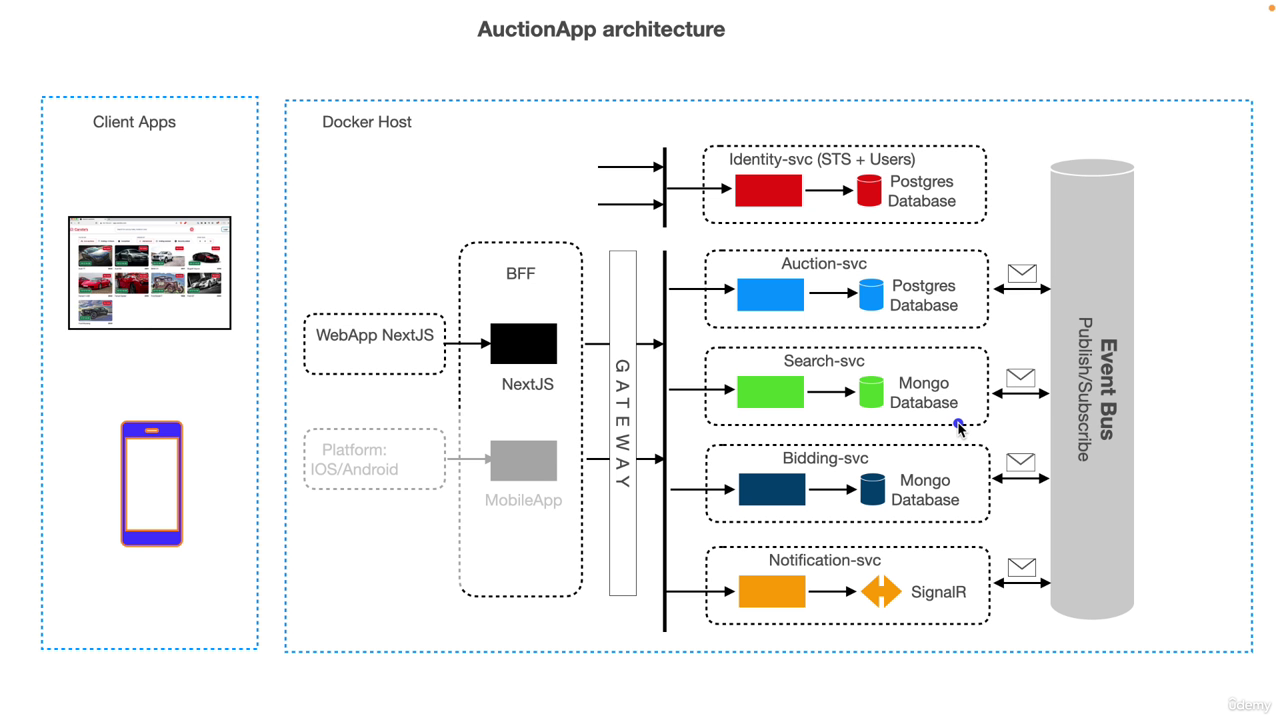 AuctionApp architecture
Client Apps
Docker Host
Identity-svc (STS + Users)
Postgres
Database
BFF
Auction-svc
Postgres
Database
WebApp NextJS
NextJS
GATEWAY
Search-svc
Mongo
Database
Event Bus
Publish/Subscribe
Platform:
IOS/Android
MobileApp
Bidding-svc
Mongo
Database
Notification-svc
SignalR
ûdemy